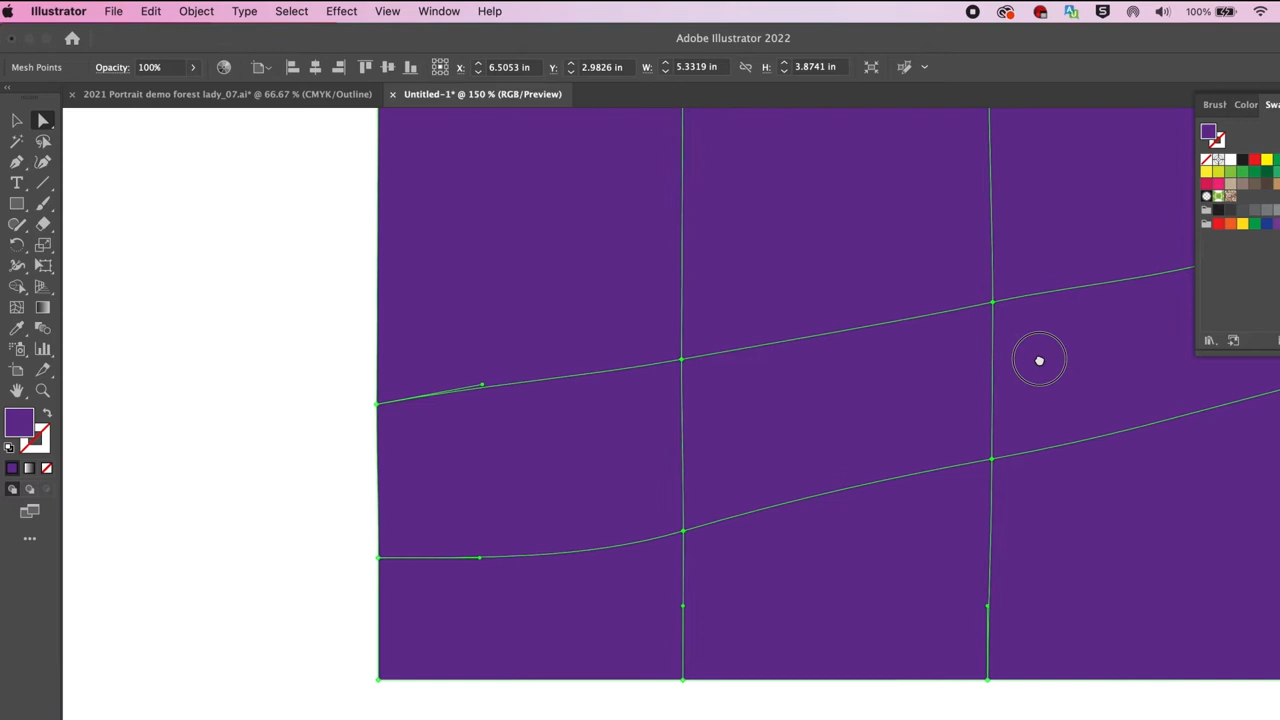 Illustrator File Edit Object Type Select Effect View Window Help 100%
Adobe Illustrator 2022
Mesh Points Opacity: 100% X: 6.5053 in Y: 2.9826 in W: 5.3319 in H: 3.8741 in
× 2021 Portrait demo forest lady_07.ai* @ 66.67 % (CMYK/Outline) × Untitled-1* @ 150 % (RGB/Preview)
Brush Color Swa